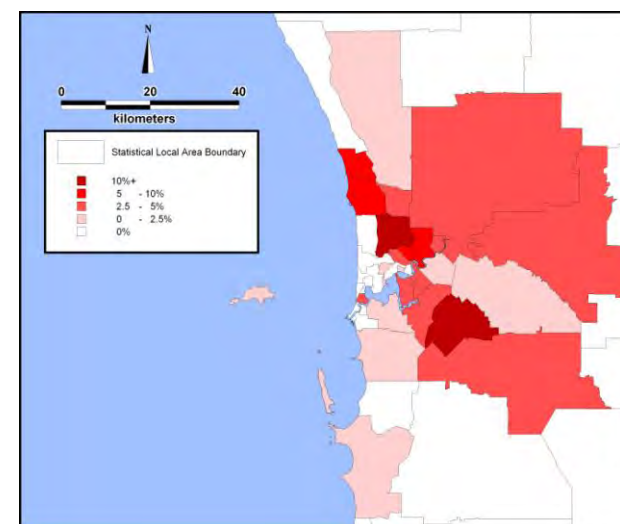 N
0 20 40
kilometers
Statistical Local Area Boundary
10%+
5 - 10%
2.5 - 5%
0 - 2.5%
0%